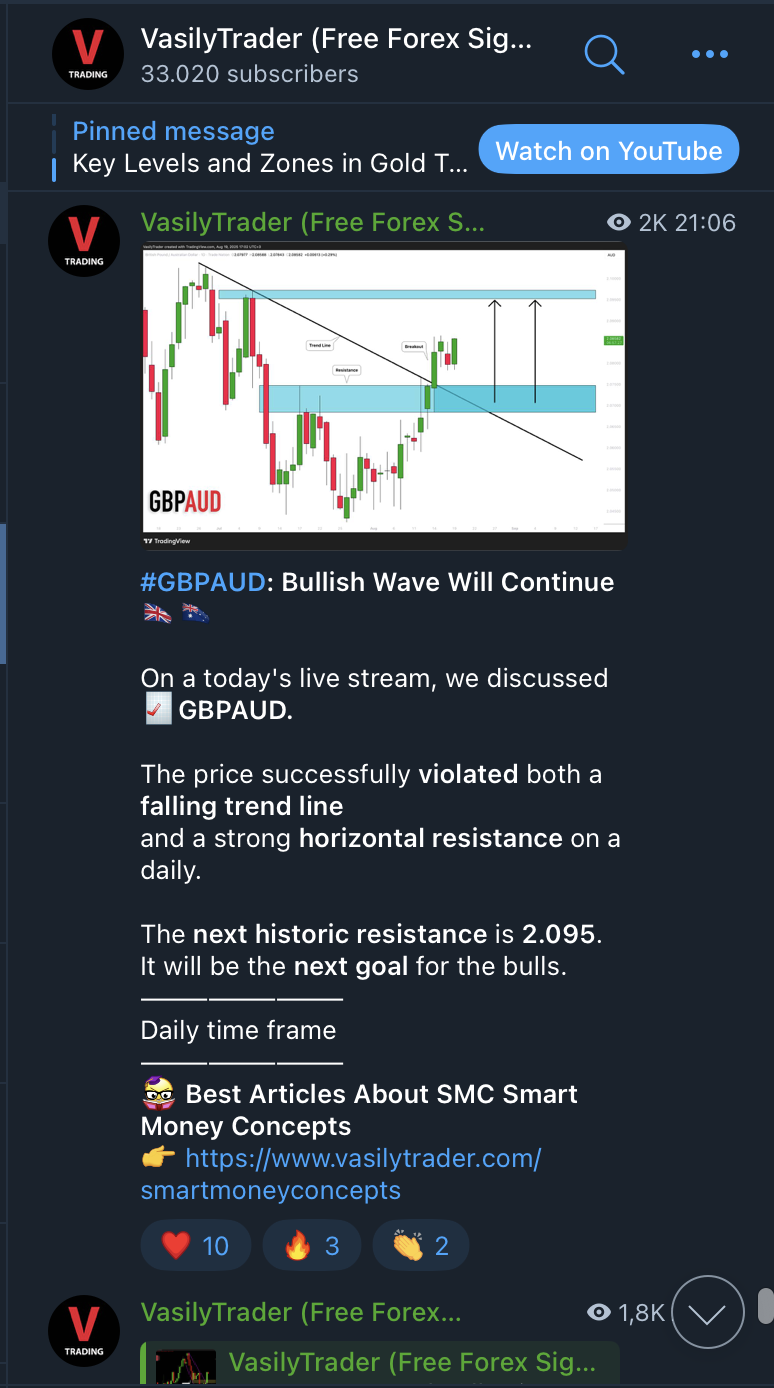 V
TRADING
VasilyTrader (Free Forex Sig...
33.020 subscribers
Pinned message
Key Levels and Zones in Gold T...
Watch on YouTube
V
TRADING
VasilyTrader (Free Forex S...
2K 21:06
Trend Line
Breakout
Resistance
GBPAUD
TradingView
#GBPAUD: Bullish Wave Will Continue
On a today's live stream, we discussed
GBPAUD.
The price successfully violated both a
falling trend line
and a strong horizontal resistance on a
daily.
The next historic resistance is 2.095.
It will be the next goal for the bulls.
Daily time frame
Best Articles About SMC Smart
Money Concepts
https://www.vasilytrader.com/
smartmoneyconcepts
10
3
2
V
TRADING
VasilyTrader (Free Forex...
1,8K
VasilyTrader (Free Forex Sig...